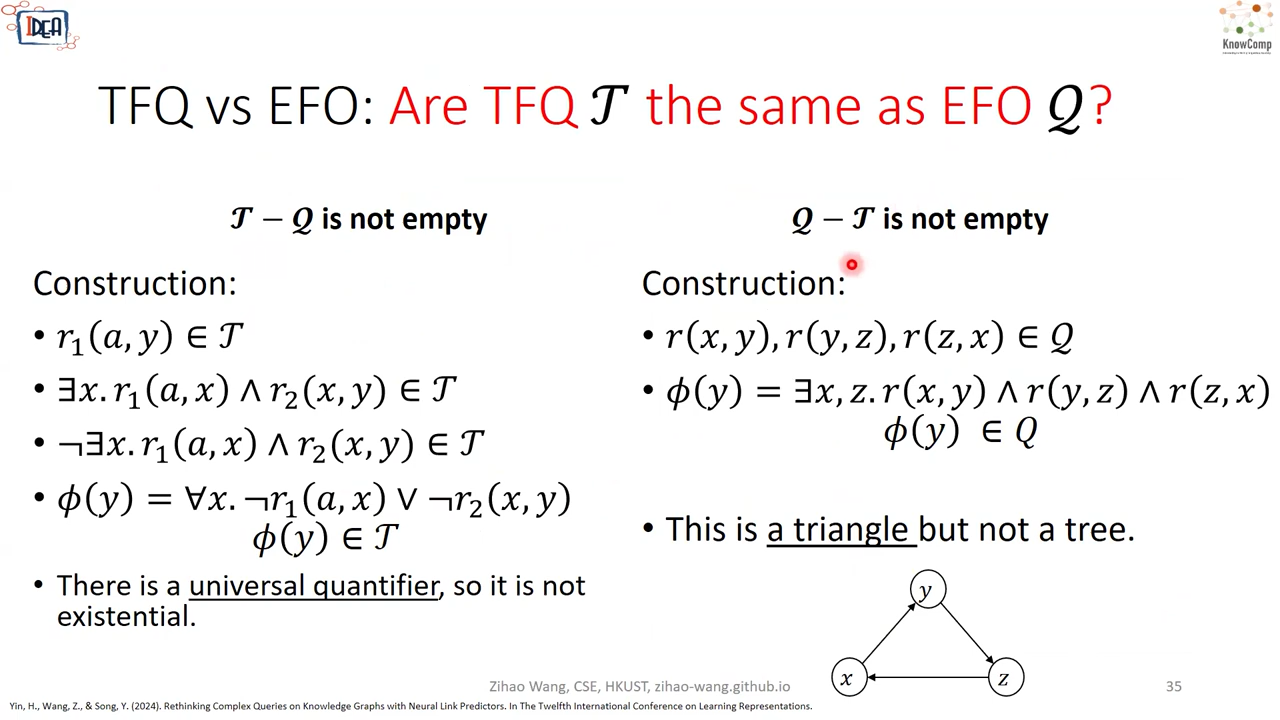 IDEA
KnowComp
TFQ vs EFO: Are TFQ 𝒯 the same as EFO 𝒬?
𝒯 − 𝒬 is not empty
Construction:
• r₁(a, y) ∈ 𝒯
• ∃x. r₁(a, x) ∧ r₂(x, y) ∈ 𝒯
• ¬∃x. r₁(a, x) ∧ r₂(x, y) ∈ 𝒯
• ϕ(y) = ∀x. ¬r₁(a, x) ∨ ¬r₂(x, y)
ϕ(y) ∈ 𝒯
• There is a universal quantifier, so it is not
existential.
𝒬 − 𝒯 is not empty
Construction:
• r(x, y), r(y, z), r(z, x) ∈ 𝒬
• ϕ(y) = ∃x, z. r(x, y) ∧ r(y, z) ∧ r(z, x)
ϕ(y) ∈ Q
• This is a triangle but not a tree.
y
x
z
Zihao Wang, CSE, HKUST, zihao-wang.github.io
35
Yin, H., Wang, Z., & Song, Y. (2024). Rethinking Complex Queries on Knowledge Graphs with Neural Link Predictors. In The Twelfth International Conference on Learning Representations.